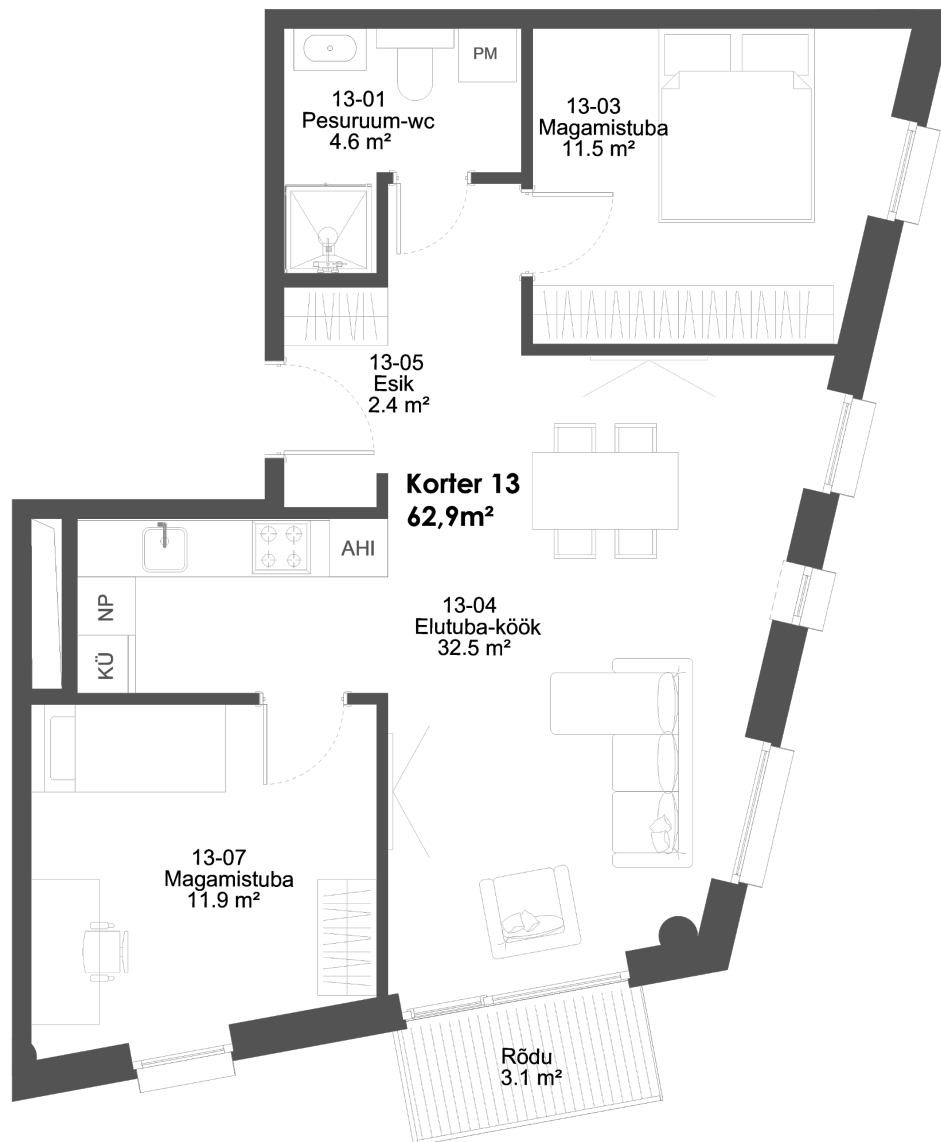 PM
13-01
Pesuruum-wc
4.6 m²
13-03
Magamistuba
11.5 m²
13-05
Esik
2.4 m²
Korter 13
62,9m²
AHI
NP
KÜ
13-04
Elutuba-köök
32.5 m²
13-07
Magamistuba
11.9 m²
Rõdu
3.1 m²